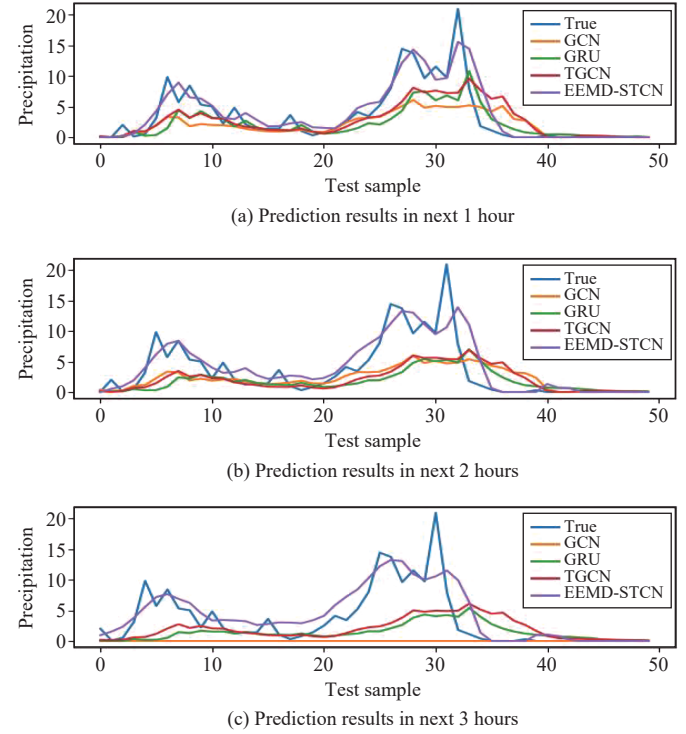 20
15
10
5
0
Precipitation
True
GCN
GRU
TGCN
EEMD-STCN
0 10 20 30 40 50
Test sample
(a) Prediction results in next 1 hour
20
15
10
5
0
Precipitation
True
GCN
GRU
TGCN
EEMD-STCN
0 10 20 30 40 50
Test sample
(b) Prediction results in next 2 hours
20
15
10
5
0
Precipitation
True
GCN
GRU
TGCN
EEMD-STCN
0 10 20 30 40 50
Test sample
(c) Prediction results in next 3 hours